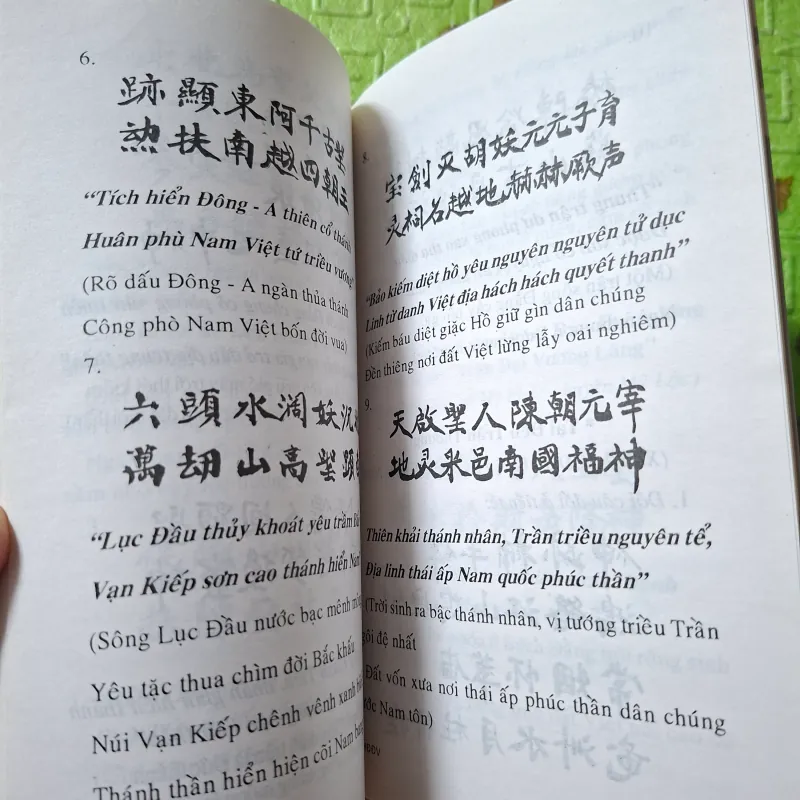 6.
跡顯東阿千古聖
勲扶南越四朝王
"Tích hiển Đông - A thiên cổ thánh
Huân phù Nam Việt tứ triều vương"
(Rõ dấu Đông - A ngàn thủa thánh
Công phò Nam Việt bốn đời vua)
7.
六頭水濶妖沉
萬劫山高聖顯
"Lục Đầu thủy khoát yêu trầm
Vạn Kiếp sơn cao thánh hiển
(Sông Lục Đầu nước bạc mênh
Yêu tặc thua chìm đời Bắc khấu
Núi Vạn Kiếp chênh vênh xanh
Thánh thần hiển hiện cõi Nam
8.
宝劍灭胡妖元元子育
灵祠名越地赫赫厥声
"Bảo kiếm diệt hồ yêu nguyên nguyên tử dục
Linh từ danh Việt địa hách hách quyết thanh"
(Kiếm báu diệt giặc Hồ giữ gìn dân chúng
Đền thiêng nơi đất Việt lừng lẫy oai nghiêm)
9.
天啟聖人陳朝元宰
地灵采邑南國福神
Thiên khải thánh nhân, Trần triều nguyên tể,
Địa linh thái ấp Nam quốc phúc thần"
(Trời sinh ra bậc thánh nhân, vị tướng triều Trần
ngôi đệ nhất
Đất vốn xưa nơi thái ấp phúc thần dân chúng
nước Nam tôn)